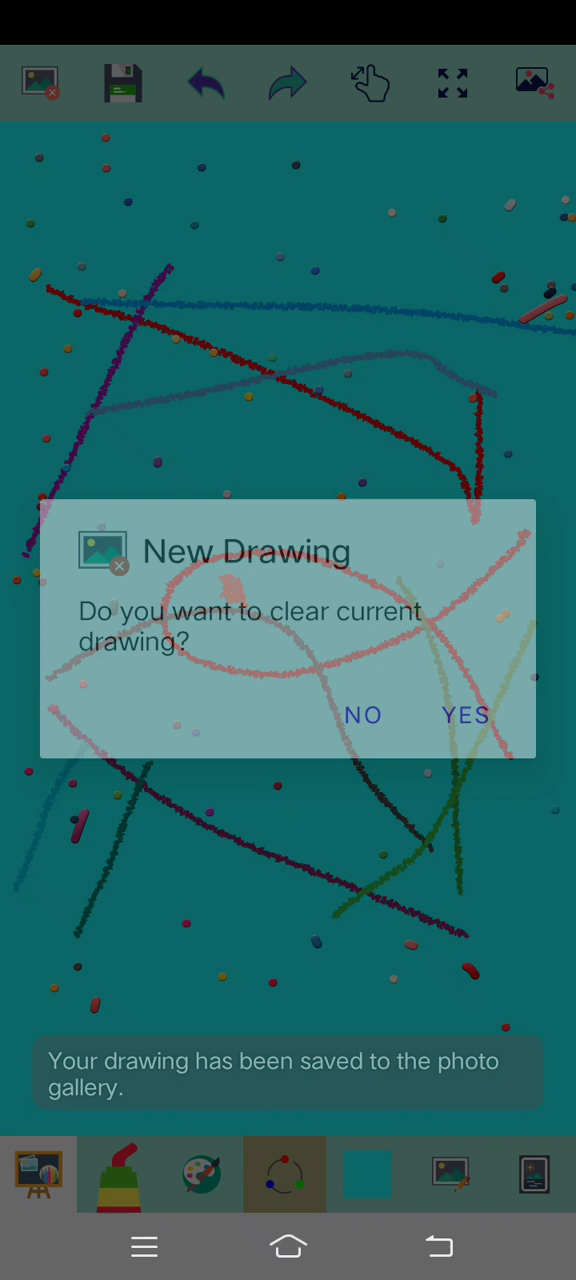 New Drawing
Do you want to clear current
drawing?
NO YES
Your drawing has been saved to the photo
gallery.